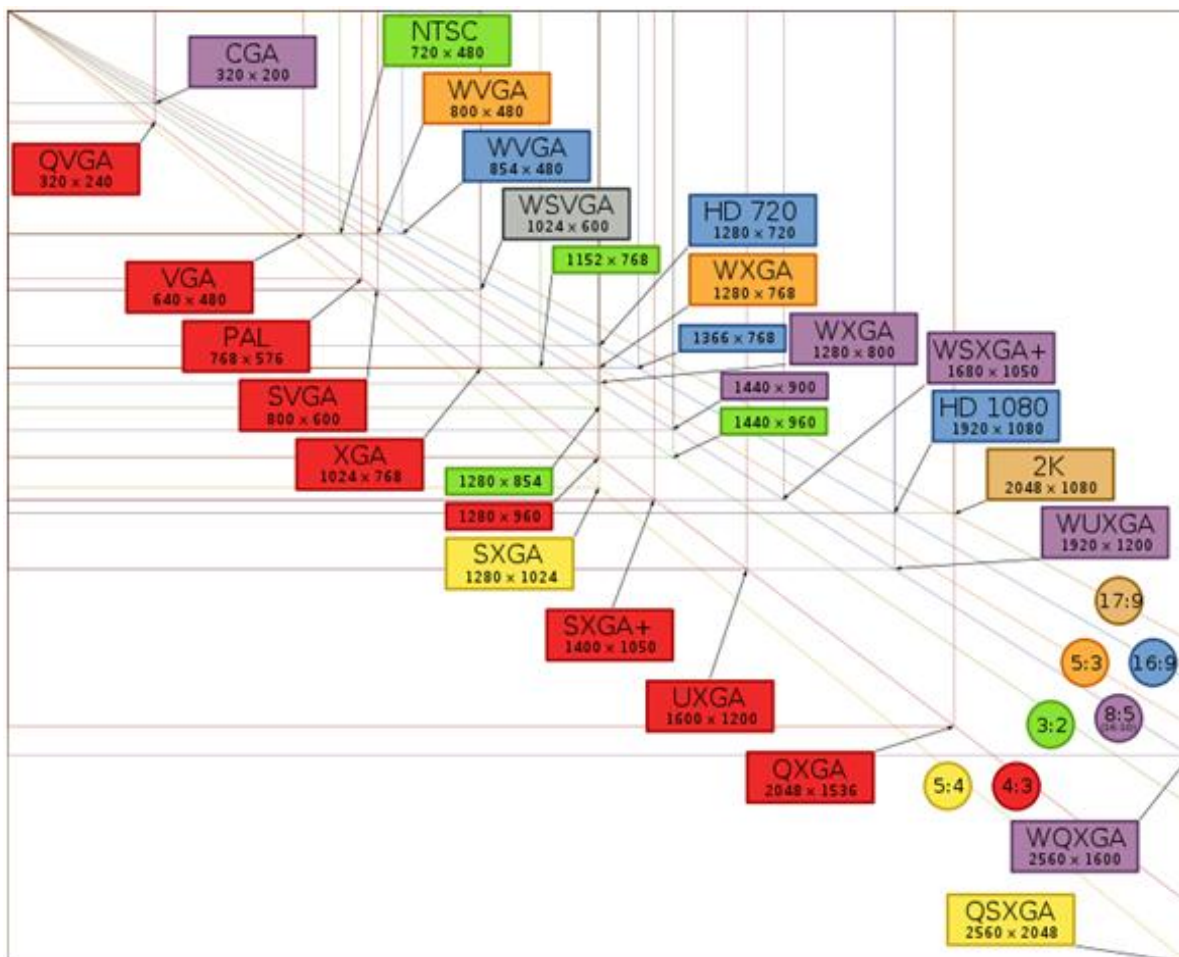 CGA
320 × 200
NTSC
720 × 480
WVGA
800 × 480
WVGA
854 × 480
QVGA
320 × 240
WSVGA
1024 × 600
HD 720
1280 × 720
1152 × 768
WXGA
1280 × 768
VGA
640 × 480
PAL
768 × 576
1366 × 768
WXGA
1280 × 800
WSXGA+
1680 × 1050
SVGA
800 × 600
1440 × 900
HD 1080
1920 × 1080
1440 × 960
XGA
1024 × 768
2K
2048 × 1080
1280 × 854
1280 × 960
WUXGA
1920 × 1200
SXGA
1280 × 1024
17:9
SXGA+
1400 × 1050
5:3
16:9
UXGA
1600 × 1200
3:2
8:5
(16:10)
QXGA
2048 × 1536
5:4
4:3
WQXGA
2560 × 1600
QSXGA
2560 × 2048